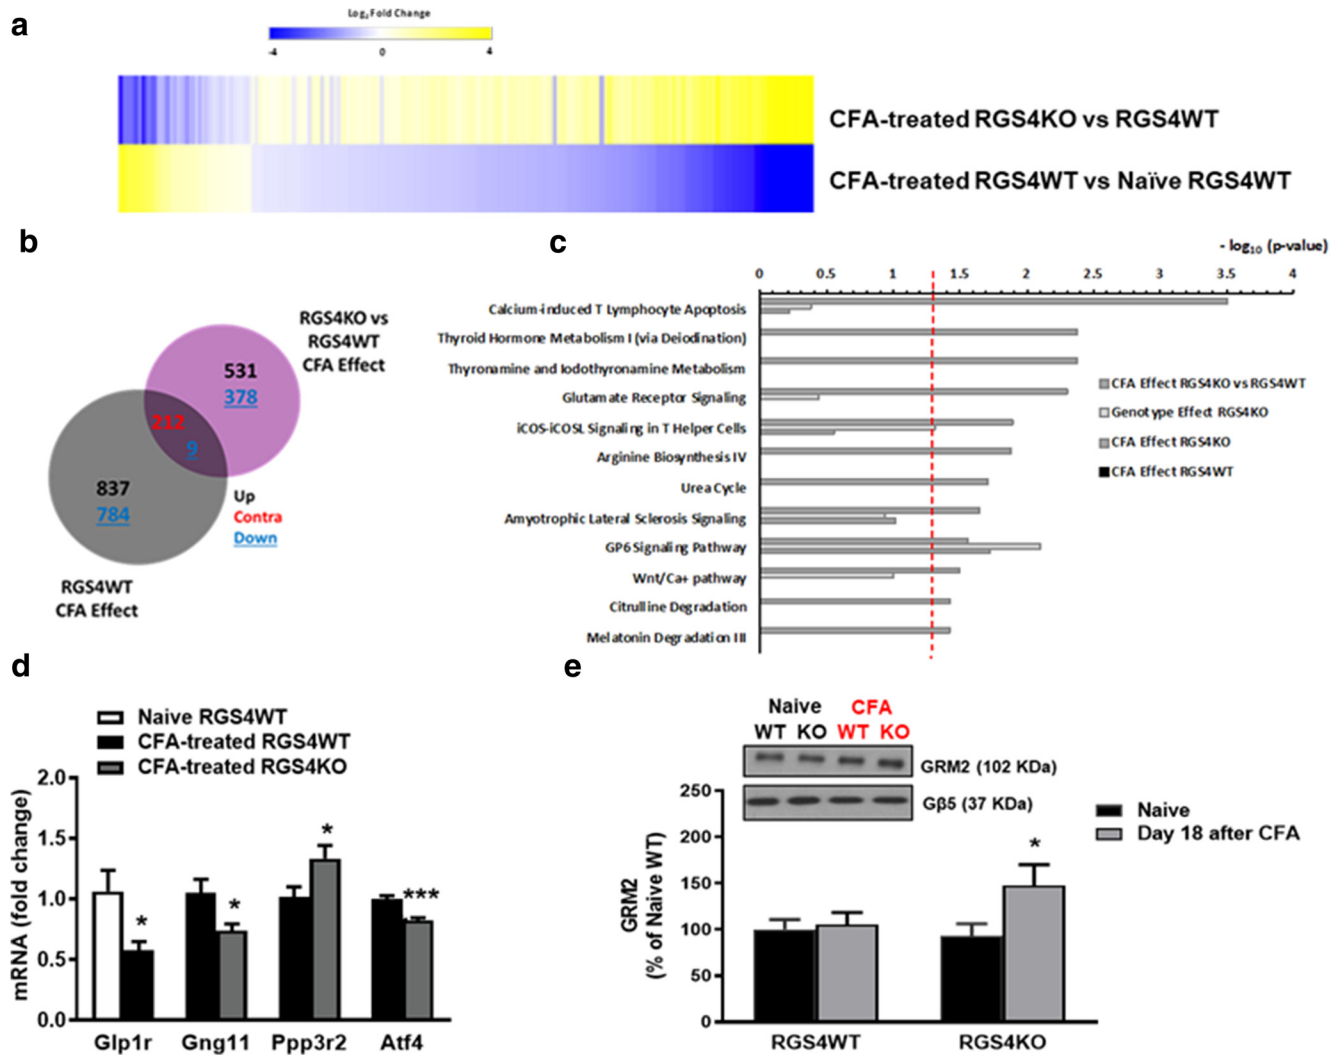 a
Log2 Fold Change
-4 0 4
CFA-treated RGS4KO vs RGS4WT
CFA-treated RGS4WT vs Naïve RGS4WT
b
RGS4KO vs
RGS4WT
CFA Effect
531
378
212
9
837
784
Up
Contra
Down
RGS4WT
CFA Effect
c
- log10 (p-value)
0 0.5 1 1.5 2 2.5 3 3.5 4
Calcium-induced T Lymphocyte Apoptosis
Thyroid Hormone Metabolism I (via Deiodination)
Thyronamine and Iodothyronamine Metabolism
Glutamate Receptor Signaling
iCOS-iCOSL Signaling in T Helper Cells
Arginine Biosynthesis IV
Urea Cycle
Amyotrophic Lateral Sclerosis Signaling
GP6 Signaling Pathway
Wnt/Ca+ pathway
Citrulline Degradation
Melatonin Degradation III
CFA Effect RGS4KO vs RGS4WT
Genotype Effect RGS4KO
CFA Effect RGS4KO
CFA Effect RGS4WT
d
Naive RGS4WT
CFA-treated RGS4WT
CFA-treated RGS4KO
mRNA (fold change)
2.0
1.5
1.0
0.5
0.0
*
*
*
***
Glp1r Gng11 Ppp3r2 Atf4
e
Naive CFA
WT KO WT KO
GRM2 (102 KDa)
Gβ5 (37 KDa)
Naive
Day 18 after CFA
GRM2
(% of Naive WT)
250
200
150
100
50
0
*
RGS4WT RGS4KO